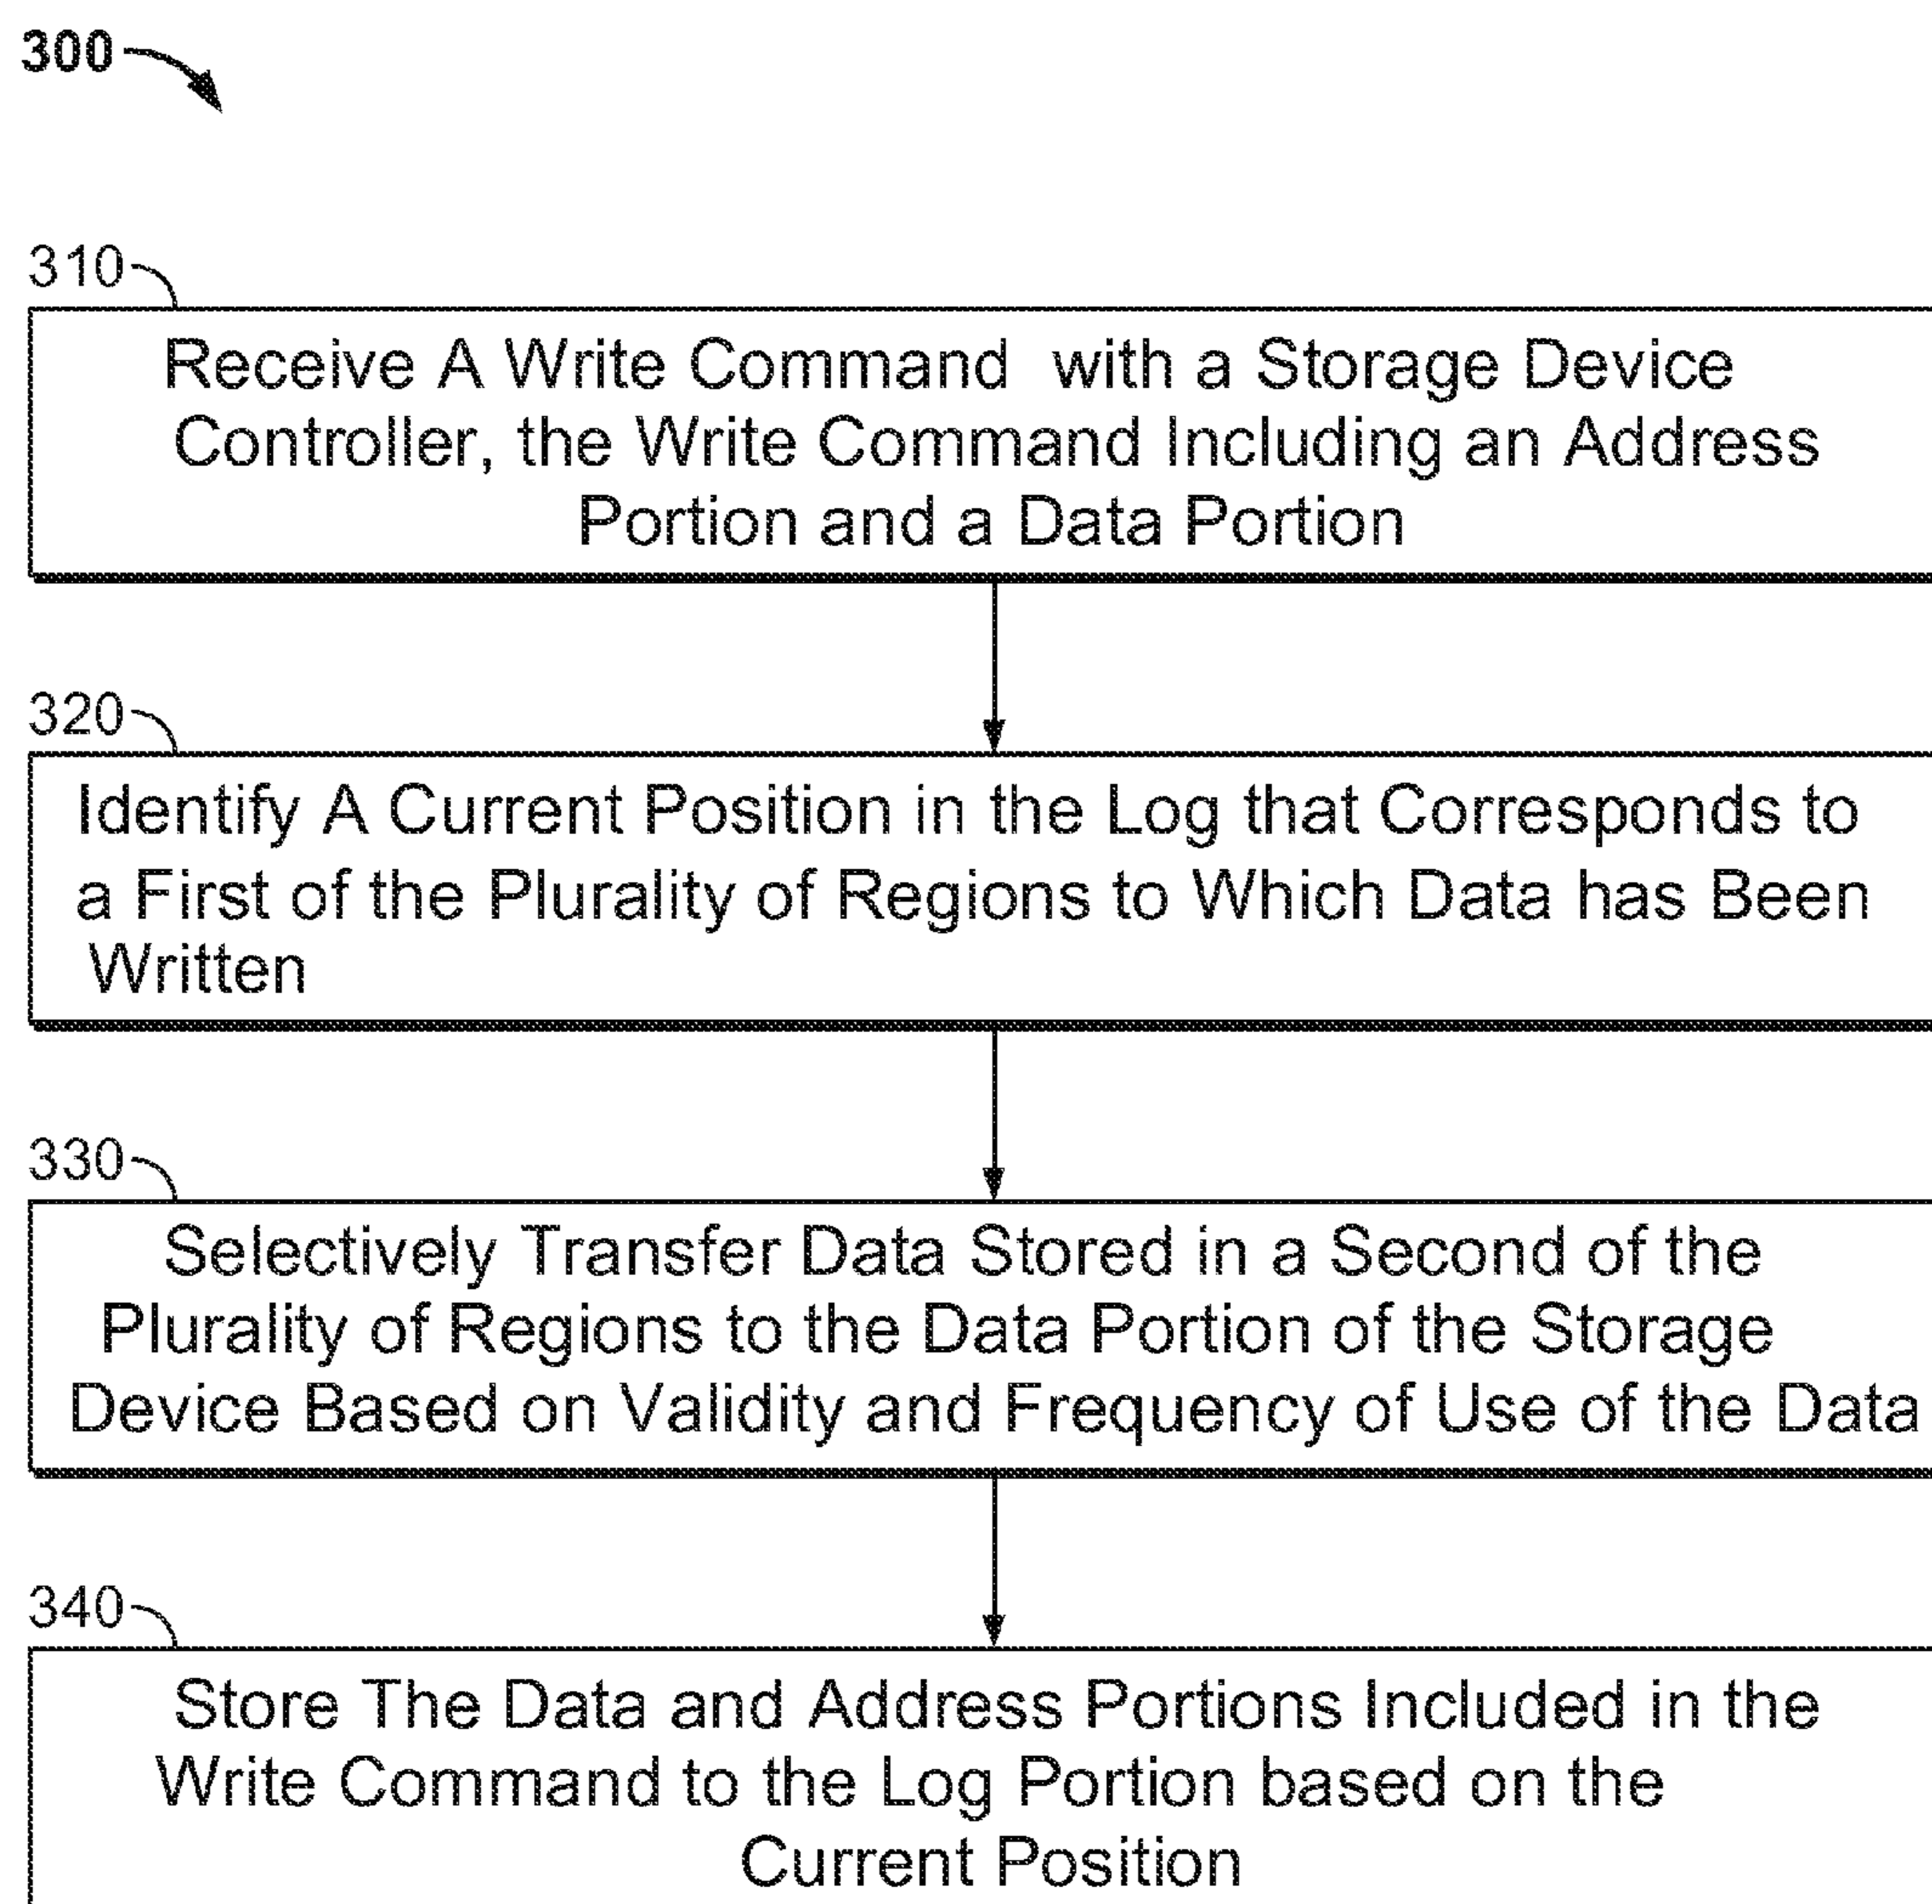 300
310
Receive A Write Command with a Storage Device
Controller, the Write Command Including an Address
Portion and a Data Portion
320
Identify A Current Position in the Log that Corresponds to
a First of the Plurality of Regions to Which Data has Been
Written
330
Selectively Transfer Data Stored in a Second of the
Plurality of Regions to the Data Portion of the Storage
Device Based on Validity and Frequency of Use of the Data
340
Store The Data and Address Portions Included in the
Write Command to the Log Portion based on the
Current Position